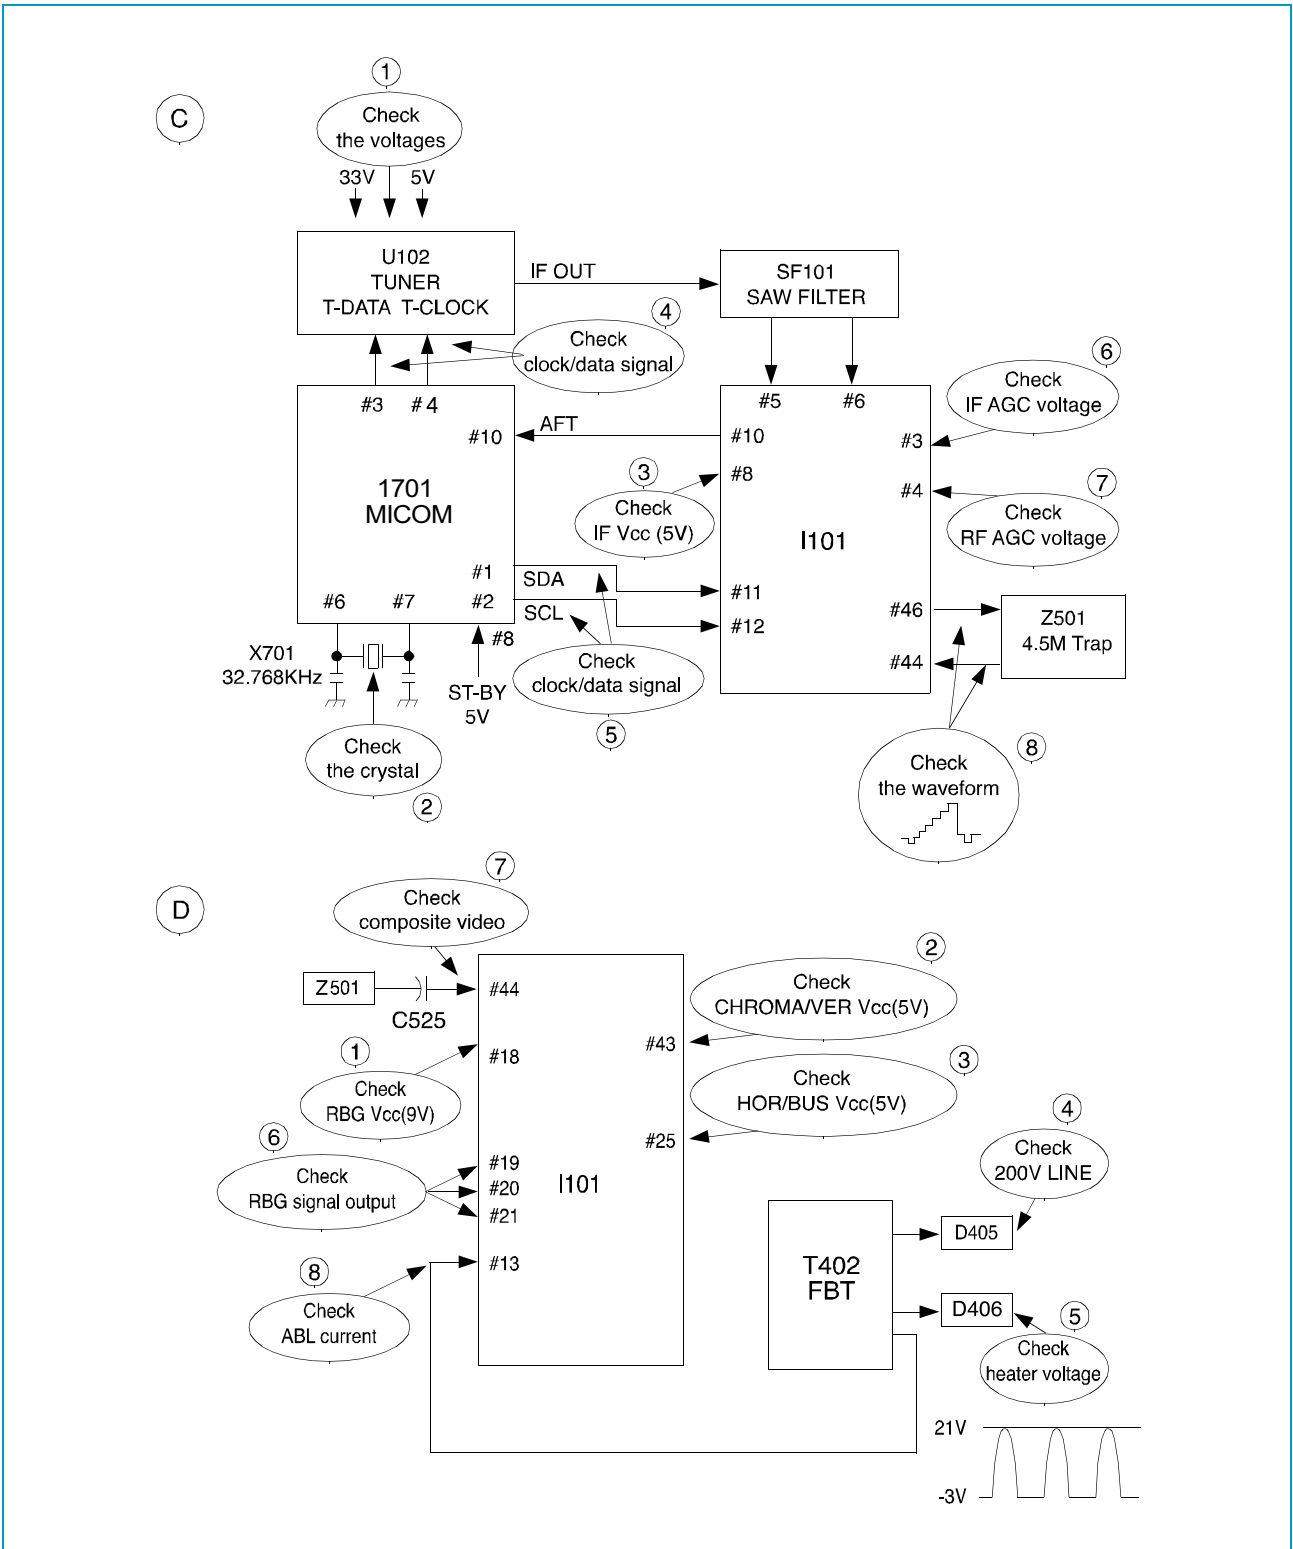 C
1
Check
the voltages
33V 5V
U102
TUNER
T-DATA T-CLOCK
IF OUT
SF101
SAW FILTER
4
Check
clock/data signal
#3 #4
#10
AFT
1701
MICOM
#1
#2
#6 #7
SDA
SCL
#8
X701
32.768KHz
ST-BY
5V
Check
the crystal
2
3
Check
IF Vcc (5V)
Check
clock/data signal
5
#5 #6
#10
#8
#3
#4
I101
#11
#12
#46
#44
6
Check
IF AGC voltage
7
Check
RF AGC voltage
Z501
4.5M Trap
8
Check
the waveform
D
7
Check
composite video
Z501
C525
#44
1
Check
RBG Vcc(9V)
#18
6
Check
RBG signal output
#19
#20
#21
I101
8
Check
ABL current
#13
2
Check
CHROMA/VER Vcc(5V)
#43
3
Check
HOR/BUS Vcc(5V)
#25
4
Check
200V LINE
T402
FBT
D405
D406
5
Check
heater voltage
21V
-3V